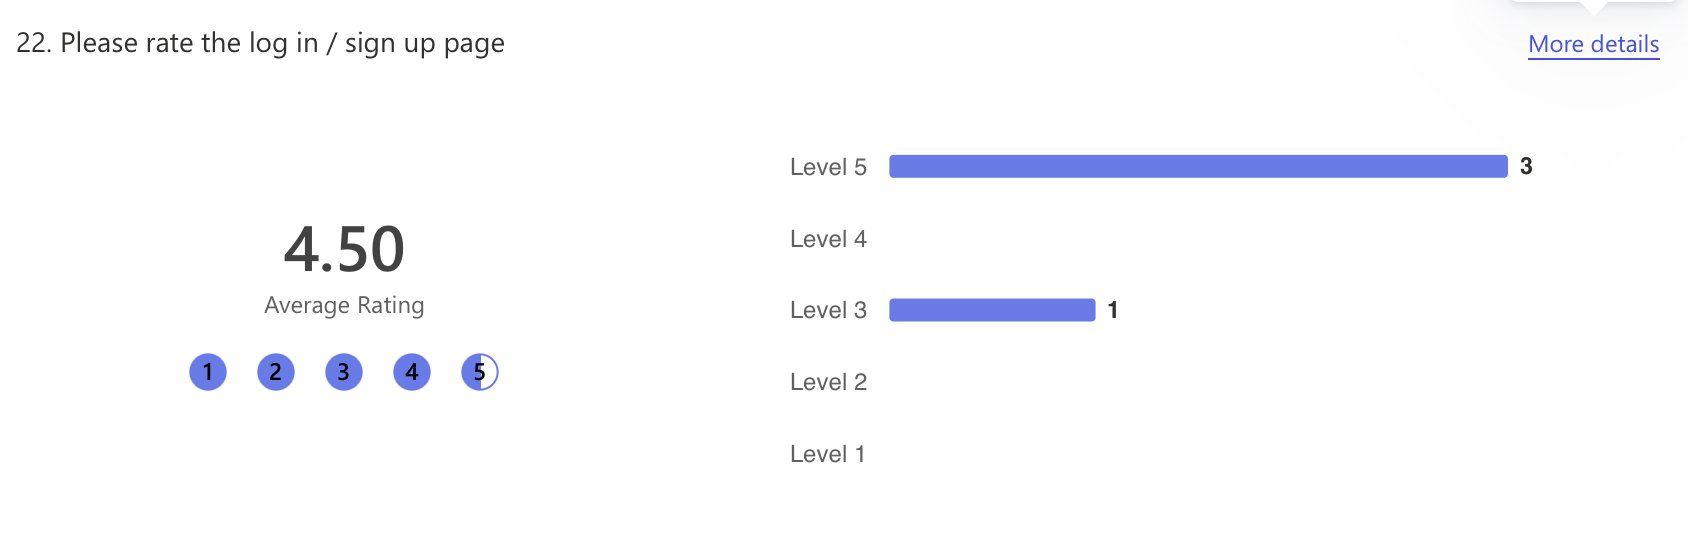 22. Please rate the log in / sign up page
More details
4.50
Average Rating
1 2 3 4 5
Level 5 3
Level 4
Level 3 1
Level 2
Level 1